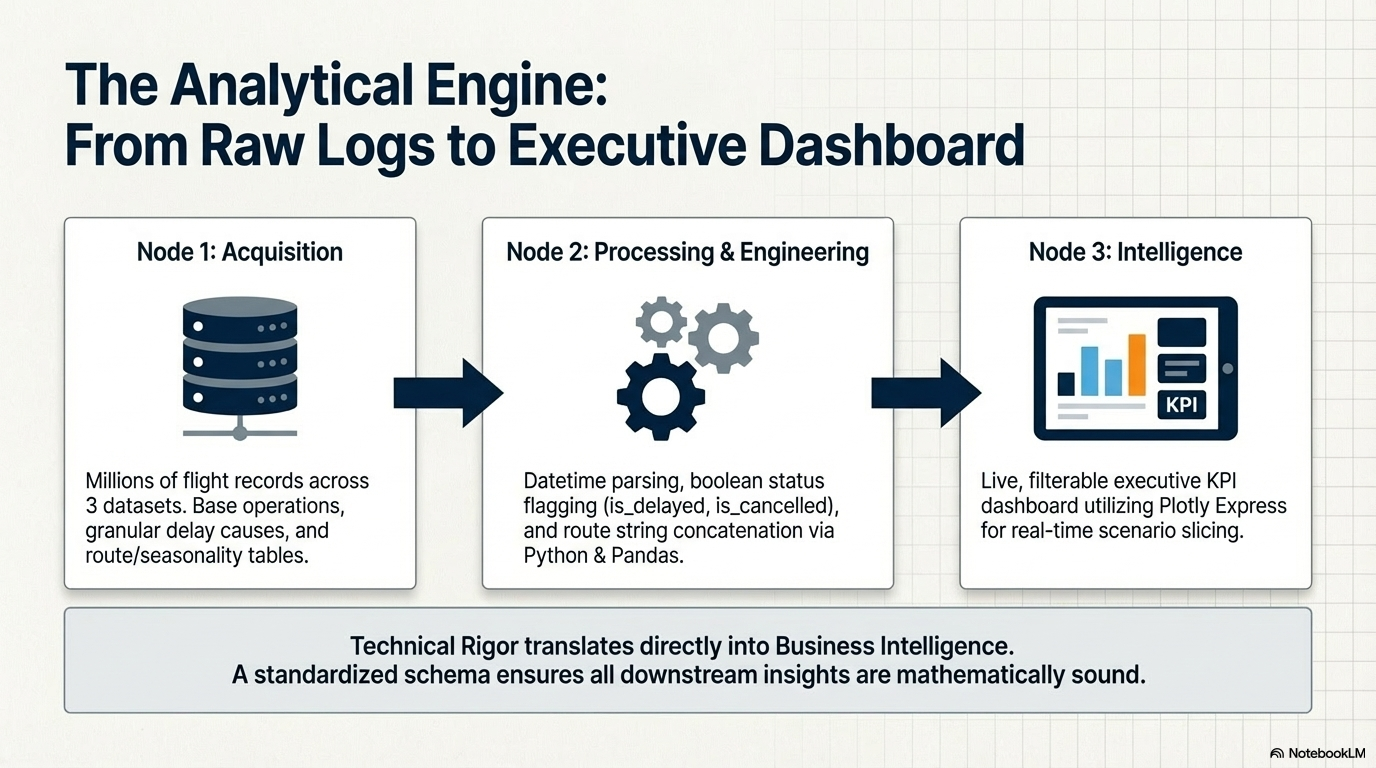 The Analytical Engine:
From Raw Logs to Executive Dashboard
Node 1: Acquisition
Millions of flight records across
3 datasets. Base operations,
granular delay causes, and
route/seasonality tables.
Node 2: Processing & Engineering
Datetime parsing, boolean status
flagging (is_delayed, is_cancelled),
and route string concatenation via
Python & Pandas.
Node 3: Intelligence
KPI
Live, filterable executive KPI
dashboard utilizing Plotly Express
for real-time scenario slicing.
Technical Rigor translates directly into Business Intelligence.
A standardized schema ensures all downstream insights are mathematically sound.
NotebookLM